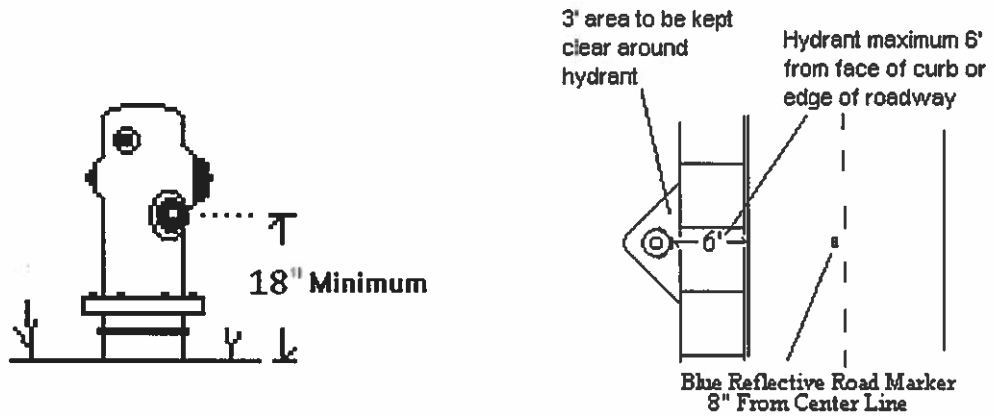 18" Minimum
3' area to be kept
clear around
hydrant
Hydrant maximum 6'
from face of curb or
edge of roadway
6'
Blue Reflective Road Marker
8" From Center Line